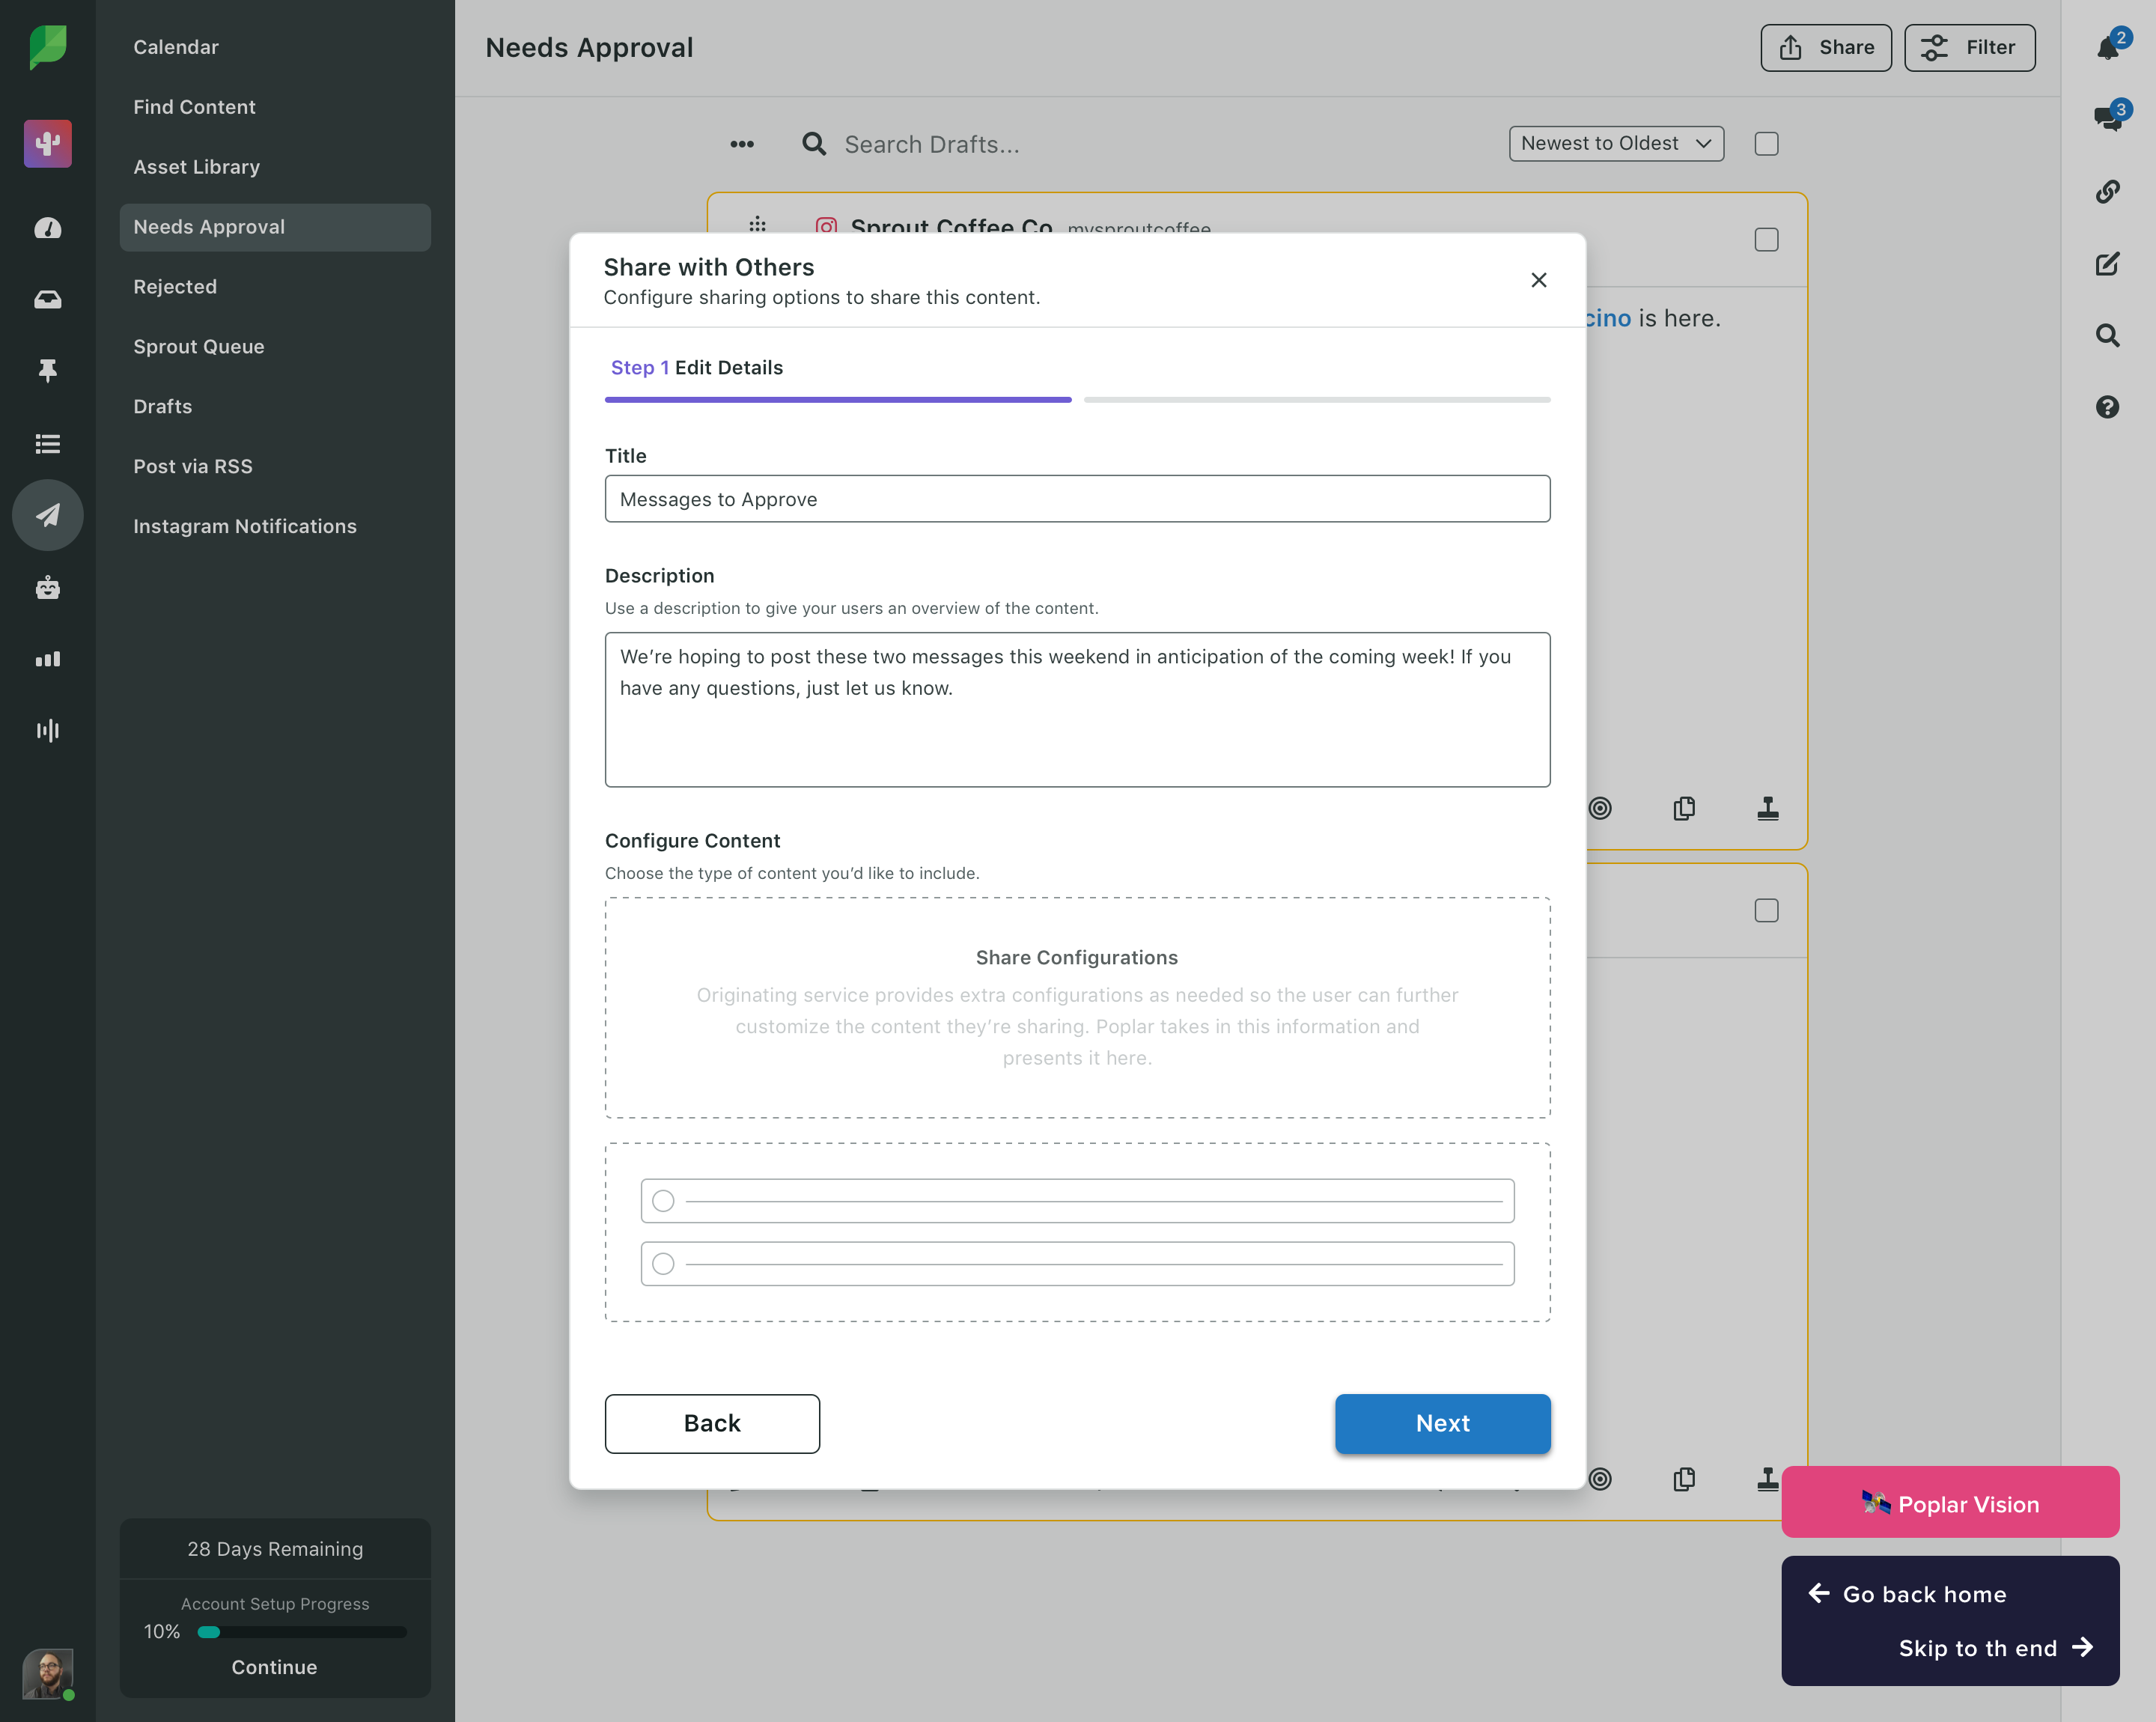 Calendar
Find Content
Asset Library
Needs Approval
Rejected
Sprout Queue
Drafts
Post via RSS
Instagram Notifications
28 Days Remaining
Account Setup Progress
10%
Continue
Needs Approval
Share
Filter
2
3
Search Drafts...
Newest to Oldest
Sprout Coffee Co. mysproutcoffee
cino is here.
Share with Others
Configure sharing options to share this content.
Step 1 Edit Details
Title
Messages to Approve
Description
Use a description to give your users an overview of the content.
We’re hoping to post these two messages this weekend in anticipation of the coming week! If you
have any questions, just let us know.
Configure Content
Choose the type of content you’d like to include.
Share Configurations
Originating service provides extra configurations as needed so the user can further
customize the content they’re sharing. Poplar takes in this information and
presents it here.
Back
Next
Poplar Vision
Go back home
Skip to th end